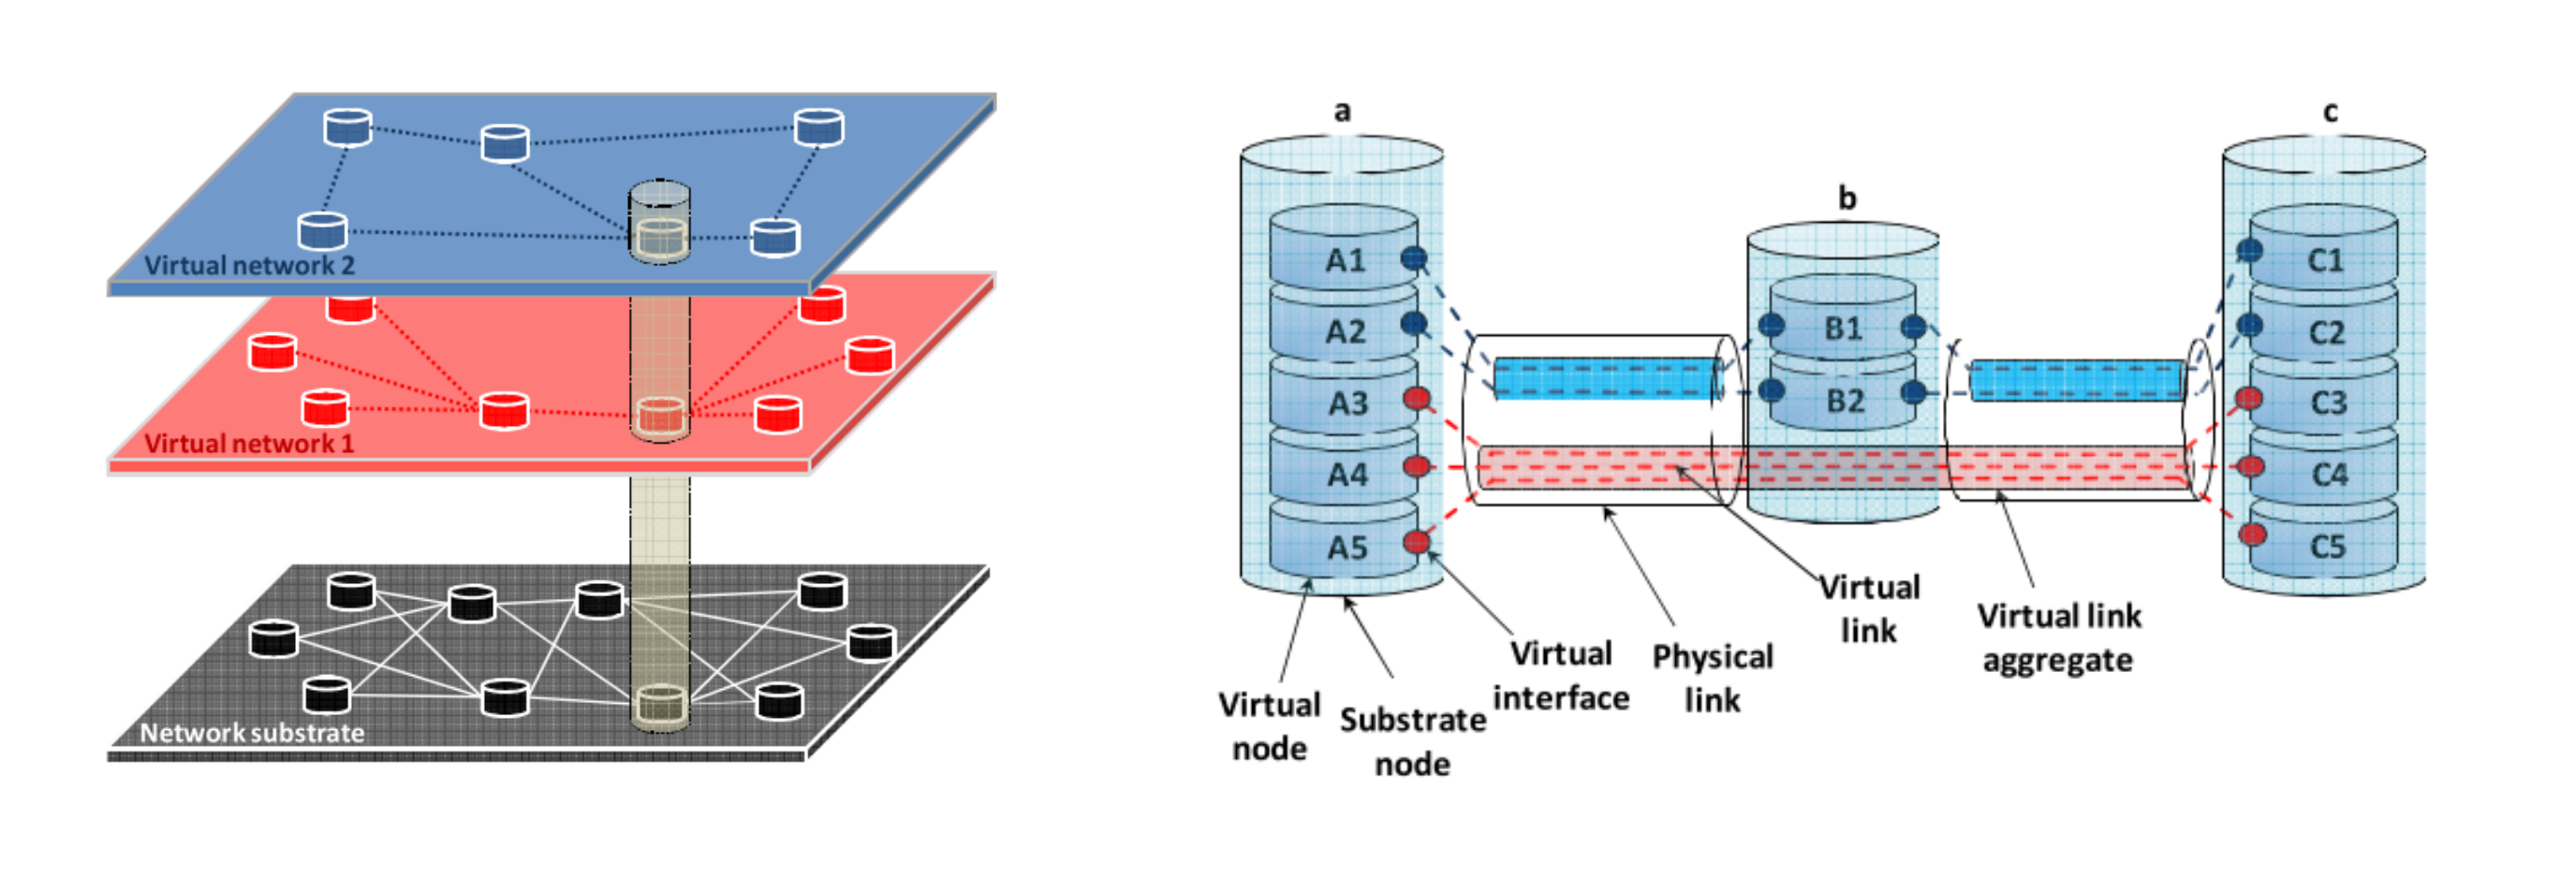 Virtual network 2
Virtual network 1
Network substrate
a
b
c
A1
A2
A3
A4
A5
B1
B2
C1
C2
C3
C4
C5
Virtual
node
Substrate
node
Virtual
interface
Physical
link
Virtual
link
Virtual link
aggregate